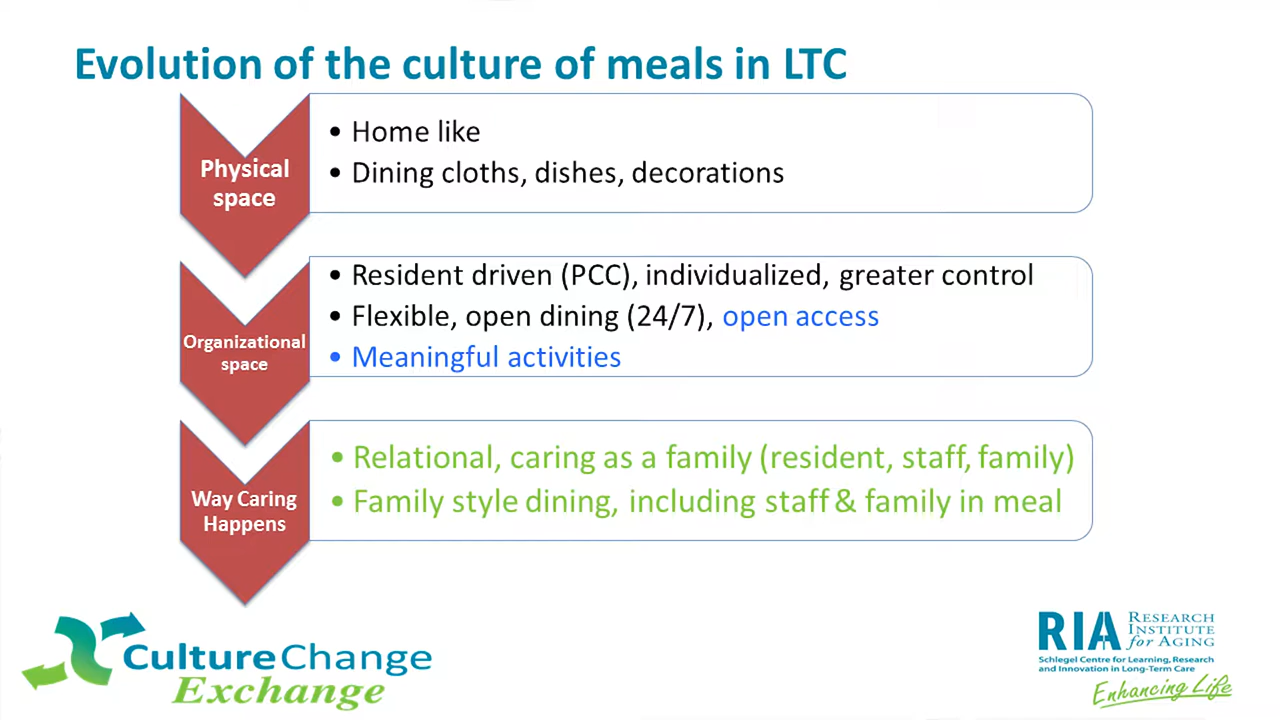 Evolution of the culture of meals in LTC
Physical
space
• Home like
• Dining cloths, dishes, decorations
Organizational
space
• Resident driven (PCC), individualized, greater control
• Flexible, open dining (24/7), open access
• Meaningful activities
Way Caring
Happens
• Relational, caring as a family (resident, staff, family)
• Family style dining, including staff & family in meal
CultureChange
Exchange
RIA
RESEARCH
INSTITUTE
for AGING
Schlegel Centre for Learning, Research
and Innovation in Long-Term Care
Enhancing Life